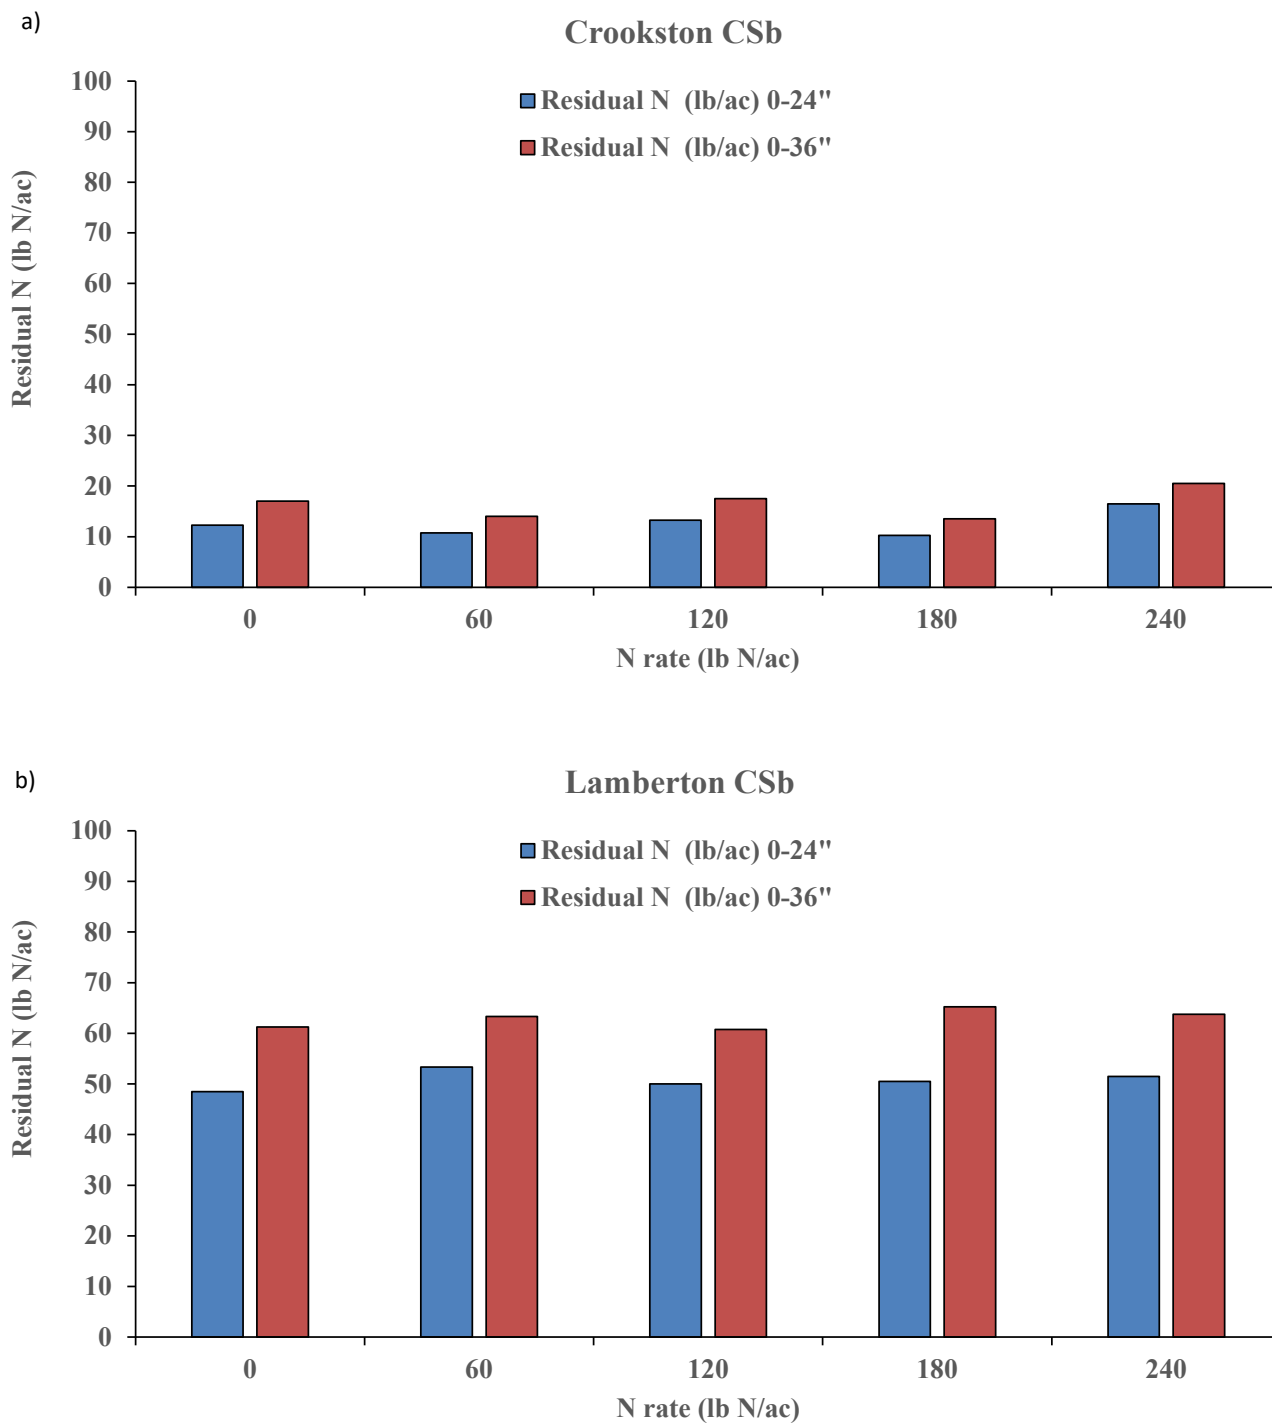 a)
Crookston CSb
Residual N  (lb/ac) 0-24"
Residual N  (lb/ac) 0-36"
Residual N (lb N/ac)
100
90
80
70
60
50
40
30
20
10
0
0 60 120 180 240
N rate (lb N/ac)
b)
Lamberton CSb
Residual N  (lb/ac) 0-24"
Residual N  (lb/ac) 0-36"
Residual N (lb N/ac)
100
90
80
70
60
50
40
30
20
10
0
0 60 120 180 240
N rate (lb N/ac)